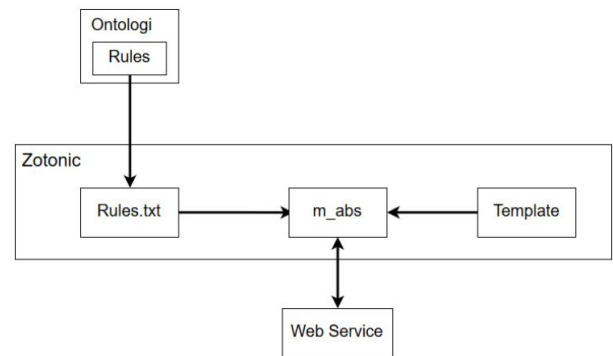 Ontologi
Rules
Zotonic
Rules.txt
m_abs
Template
Web Service